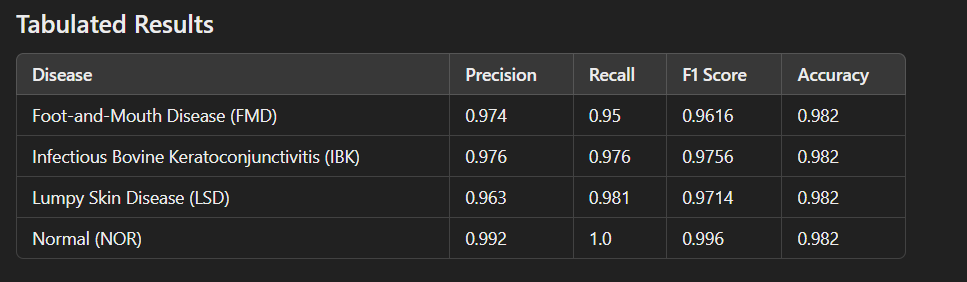 Tabulated Results
Disease Precision Recall F1 Score Accuracy
Foot-and-Mouth Disease (FMD) 0.974 0.95 0.9616 0.982
Infectious Bovine Keratoconjunctivitis (IBK) 0.976 0.976 0.9756 0.982
Lumpy Skin Disease (LSD) 0.963 0.981 0.9714 0.982
Normal (NOR) 0.992 1.0 0.996 0.982